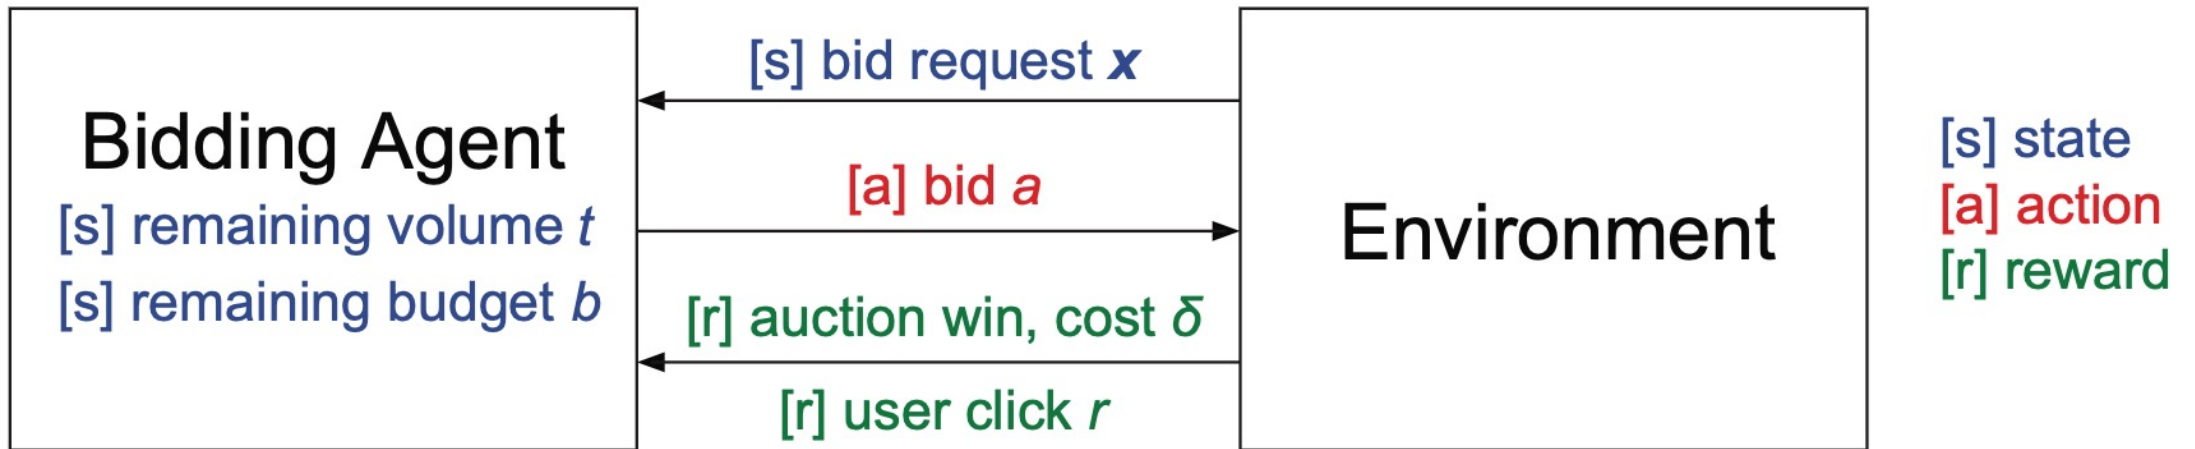 Bidding Agent
[s] remaining volume t
[s] remaining budget b
[s] bid request x
[a] bid a
[r] auction win, cost δ
[r] user click r
Environment
[s] state
[a] action
[r] reward